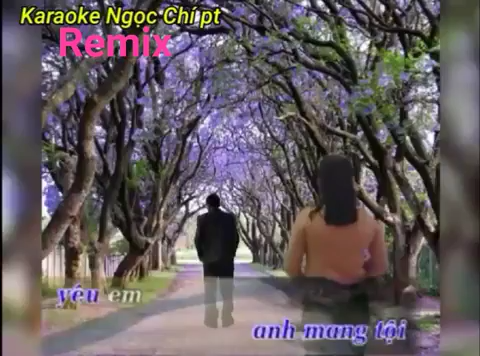 Karaoke Ngọc Chí pt
Remix
yêu em
anh mang tội